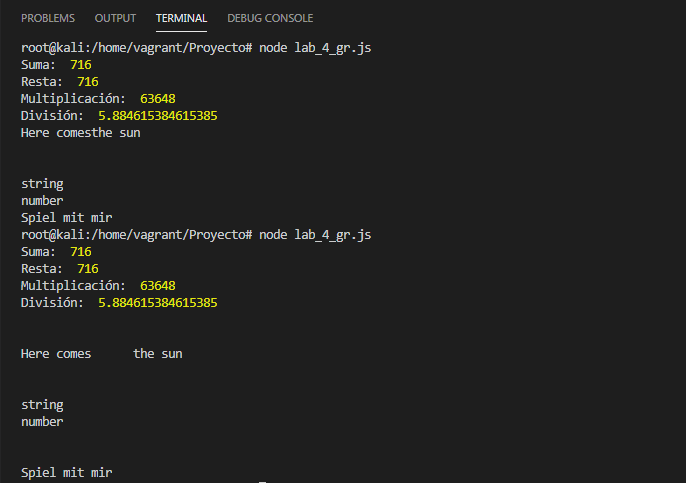 PROBLEMS OUTPUT TERMINAL DEBUG CONSOLE
root@kali:/home/vagrant/Proyecto# node lab_4_gr.js
Suma:  716
Resta:  716
Multiplicación:  63648
División:  5.884615384615385
Here comesthe sun
string
number
Spiel mit mir
root@kali:/home/vagrant/Proyecto# node lab_4_gr.js
Suma:  716
Resta:  716
Multiplicación:  63648
División:  5.884615384615385
Here comes      the sun
string
number
Spiel mit mir